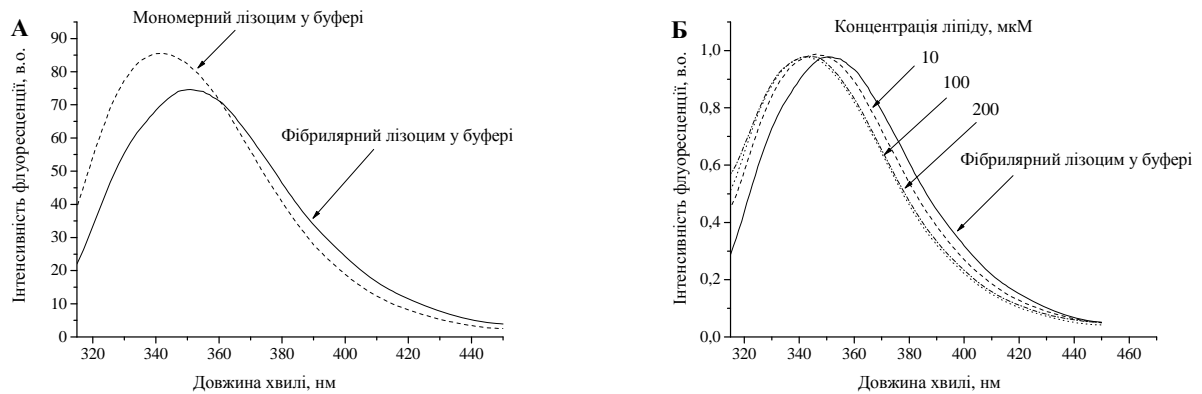 А
Мономерний лізоцим у буфері
Фібрилярний лізоцим у буфері
Інтенсивність флуоресценції, в.о.
90
80
70
60
50
40
30
20
10
0
320 340 360 380 400 420 440
Довжина хвилі, нм
Б
Концентрація ліпіду, мкМ
10
100
200
Фібрилярний лізоцим у буфері
Інтенсивність флуоресценції, в.о.
1,0
0,8
0,6
0,4
0,2
0,0
320 340 360 380 400 420 440 460
Довжина хвилі, нм